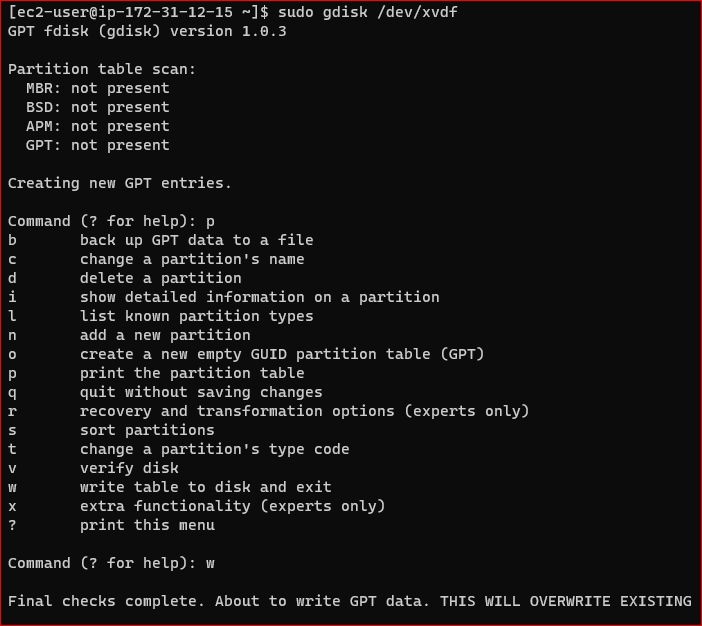 [ec2-user@ip-172-31-12-15 ~]$ sudo gdisk /dev/xvdf
GPT fdisk (gdisk) version 1.0.3

Partition table scan:
  MBR: not present
  BSD: not present
  APM: not present
  GPT: not present

Creating new GPT entries.

Command (? for help): p
b       back up GPT data to a file
c       change a partition's name
d       delete a partition
i       show detailed information on a partition
l       list known partition types
n       add a new partition
o       create a new empty GUID partition table (GPT)
p       print the partition table
q       quit without saving changes
r       recovery and transformation options (experts only)
s       sort partitions
t       change a partition's type code
v       verify disk
w       write table to disk and exit
x       extra functionality (experts only)
?       print this menu

Command (? for help): w

Final checks complete. About to write GPT data. THIS WILL OVERWRITE EXISTING